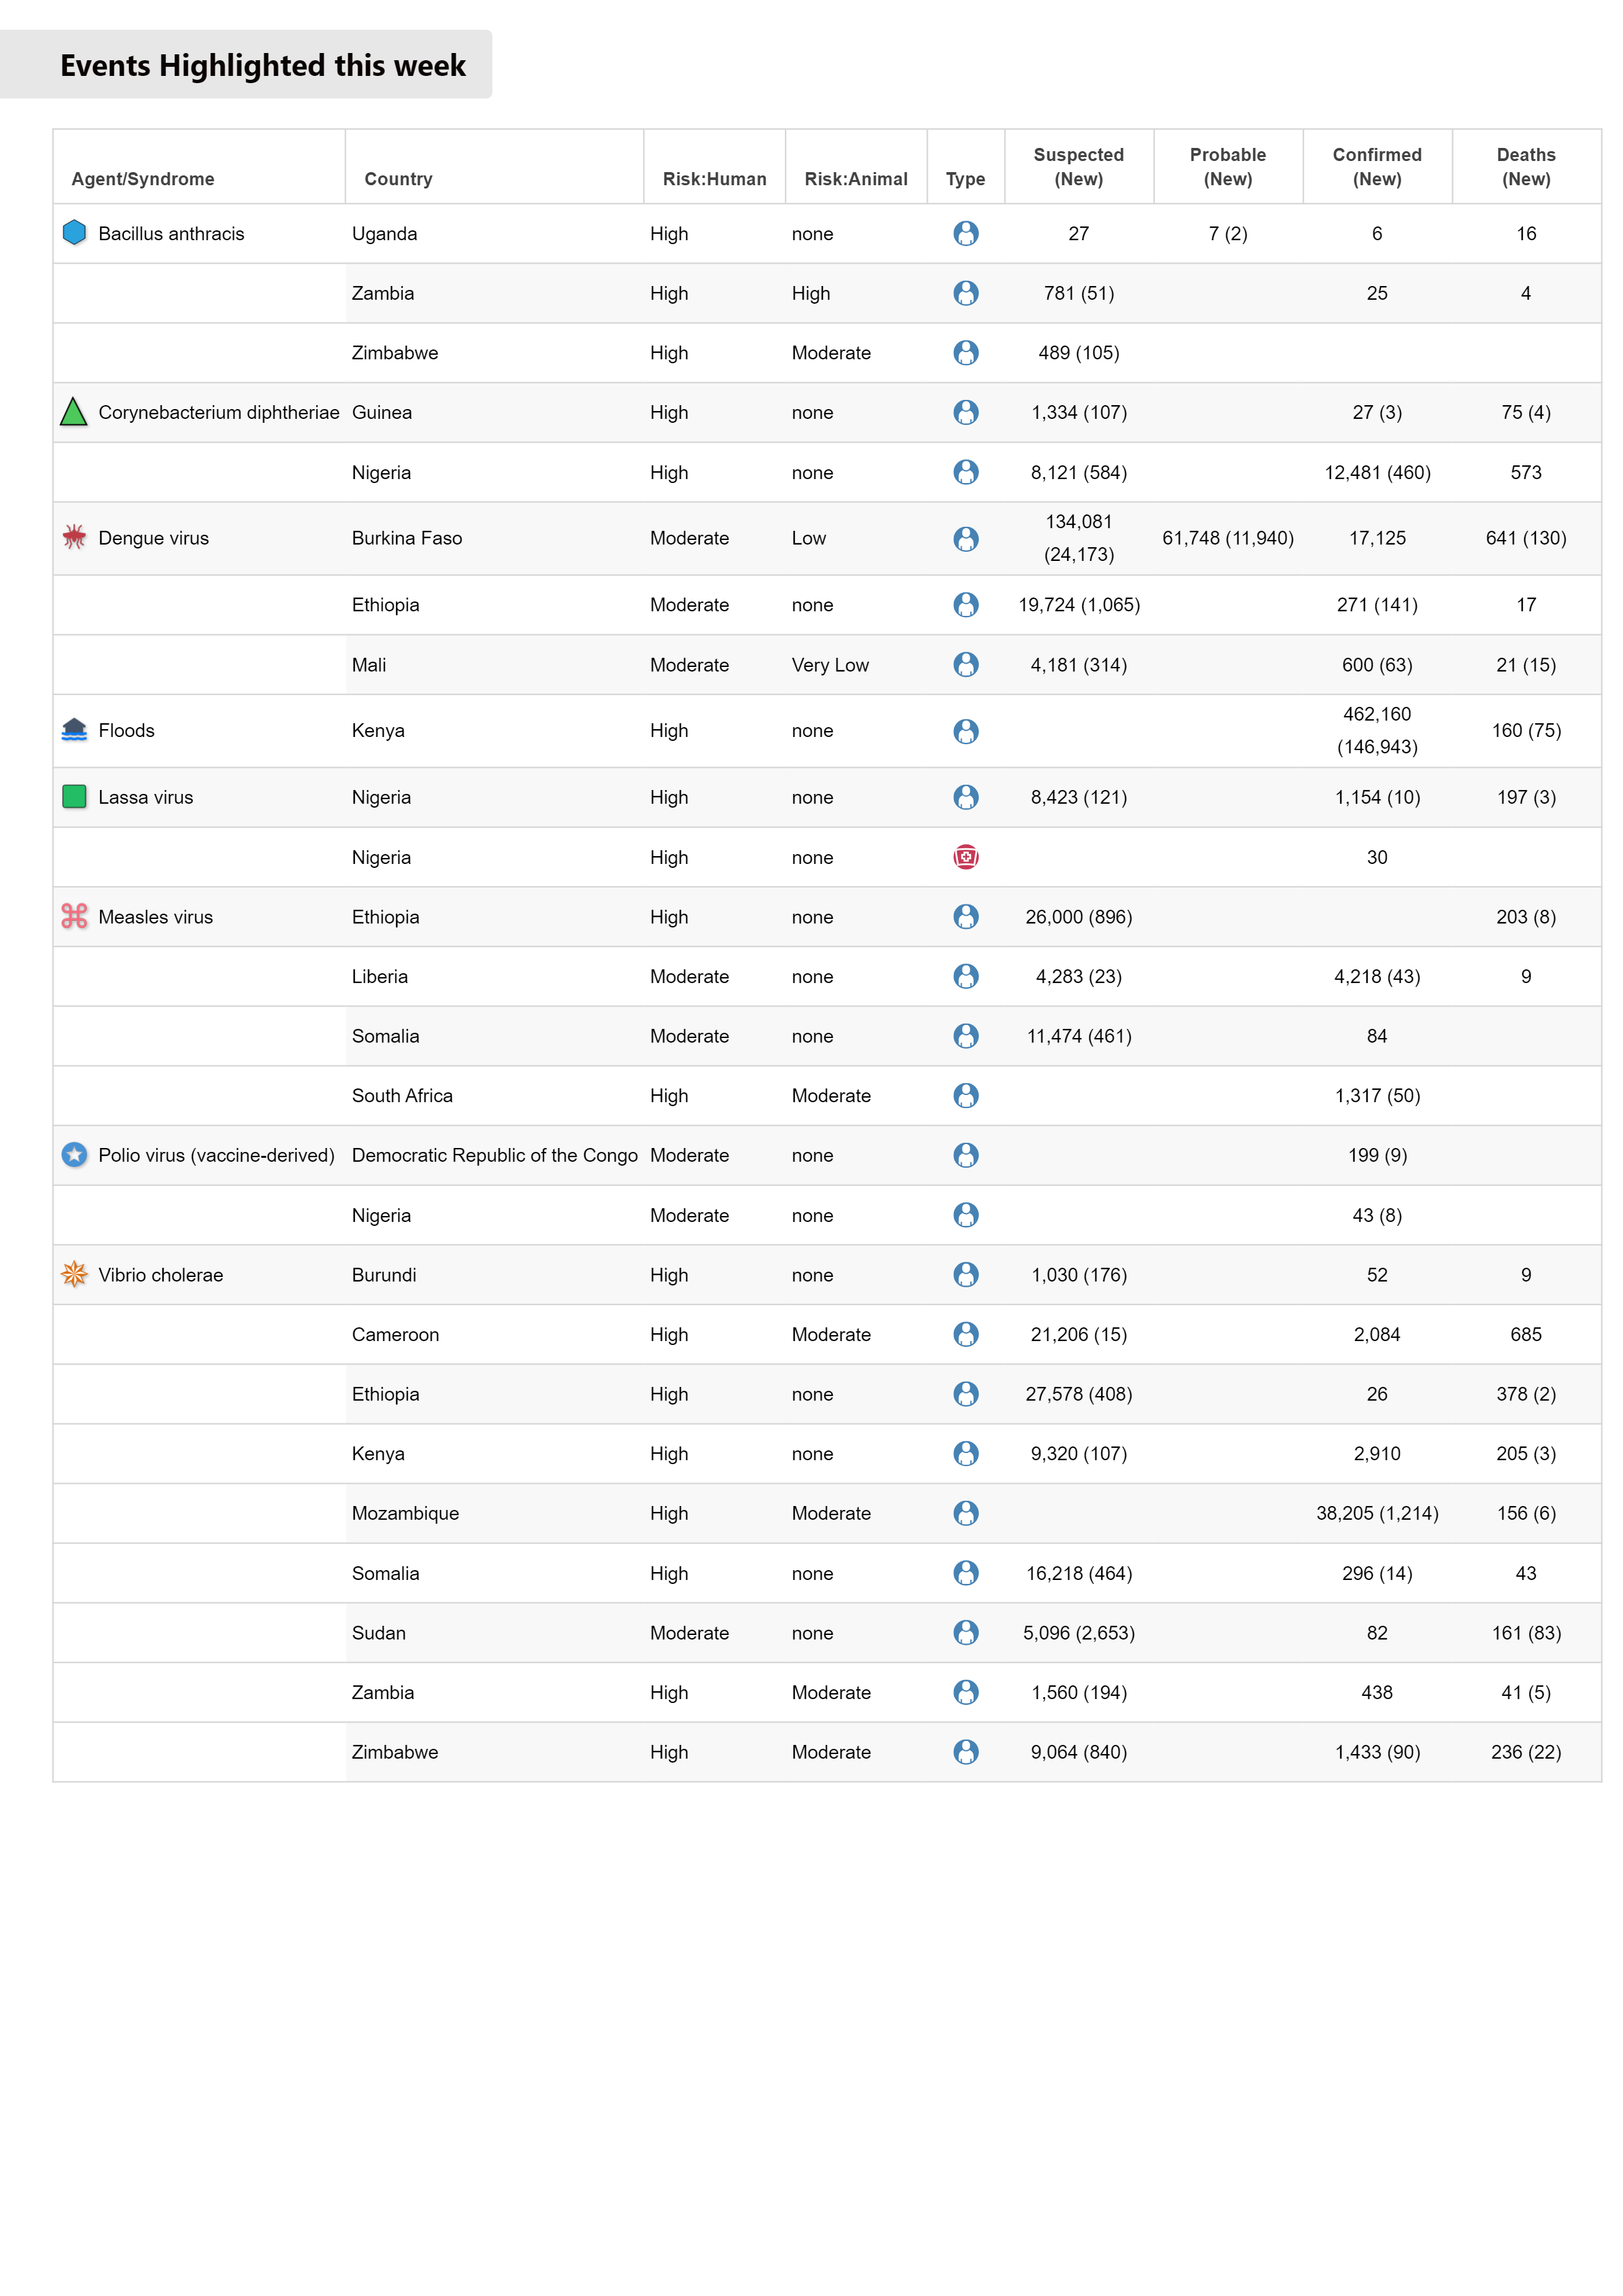 Events Highlighted this week
Agent/Syndrome Country Risk:Human Risk:Animal Type Suspected (New) Probable (New) Confirmed (New) Deaths (New)
Bacillus anthracis Uganda High none 27 7 (2) 6 16
Zambia High High 781 (51) 25 4
Zimbabwe High Moderate 489 (105)
Corynebacterium diphtheriae Guinea High none 1,334 (107) 27 (3) 75 (4)
Nigeria High none 8,121 (584) 12,481 (460) 573
Dengue virus Burkina Faso Moderate Low 134,081 (24,173) 61,748 (11,940) 17,125 641 (130)
Ethiopia Moderate none 19,724 (1,065) 271 (141) 17
Mali Moderate Very Low 4,181 (314) 600 (63) 21 (15)
Floods Kenya High none 462,160 (146,943) 160 (75)
Lassa virus Nigeria High none 8,423 (121) 1,154 (10) 197 (3)
Nigeria High none 30
Measles virus Ethiopia High none 26,000 (896) 203 (8)
Liberia Moderate none 4,283 (23) 4,218 (43) 9
Somalia Moderate none 11,474 (461) 84
South Africa High Moderate 1,317 (50)
Polio virus (vaccine-derived) Democratic Republic of the Congo Moderate none 199 (9)
Nigeria Moderate none 43 (8)
Vibrio cholerae Burundi High none 1,030 (176) 52 9
Cameroon High Moderate 21,206 (15) 2,084 685
Ethiopia High none 27,578 (408) 26 378 (2)
Kenya High none 9,320 (107) 2,910 205 (3)
Mozambique High Moderate 38,205 (1,214) 156 (6)
Somalia High none 16,218 (464) 296 (14) 43
Sudan Moderate none 5,096 (2,653) 82 161 (83)
Zambia High Moderate 1,560 (194) 438 41 (5)
Zimbabwe High Moderate 9,064 (840) 1,433 (90) 236 (22)